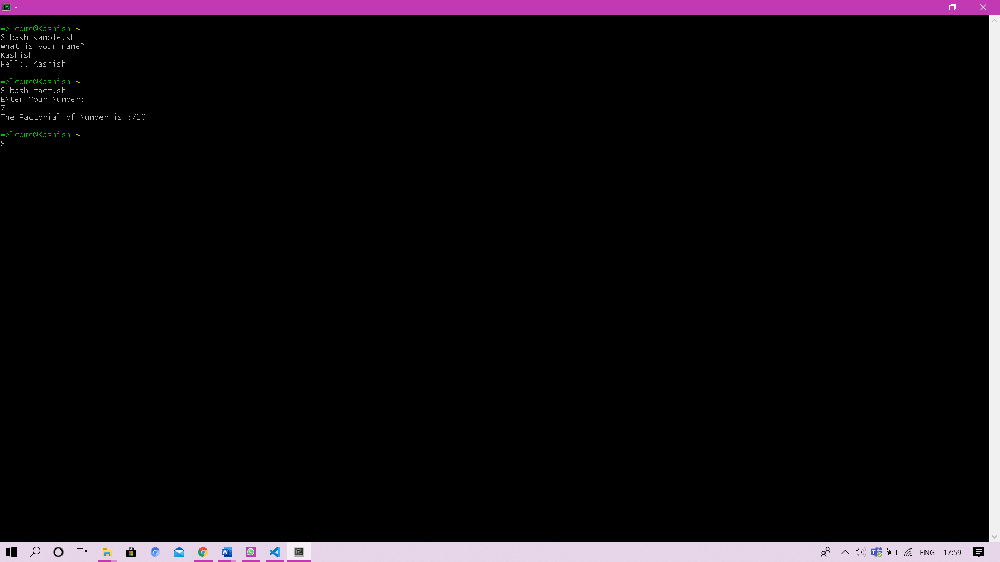 ~
welcome@Kashish ~
$ bash sample.sh
What is your name?
Kashish
Hello, Kashish
welcome@Kashish ~
$ bash fact.sh
ENter Your Number:
7
The Factorial of Number is :720
welcome@Kashish ~
$
ENG 17:59